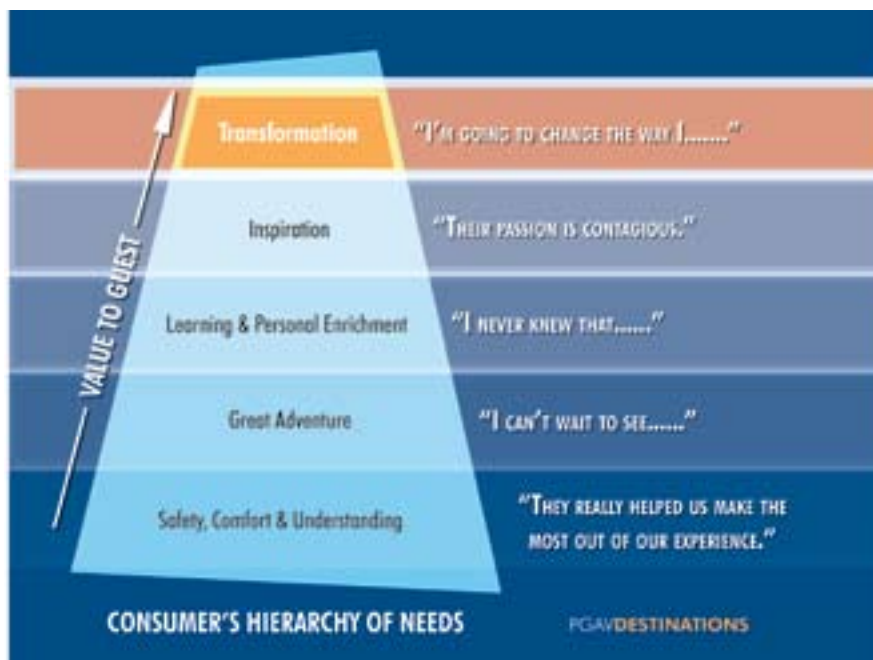 Transformation
"I'M GOING TO CHANGE THE WAY I......."
Inspiration
"THEIR PASSION IS CONTAGIOUS."
Learning & Personal Enrichment
"I NEVER KNEW THAT......"
Great Adventure
"I CAN'T WAIT TO SEE......"
Safety, Comfort & Understanding
"THEY REALLY HELPED US MAKE THE
MOST OUT OF OUR EXPERIENCE."
VALUE TO GUEST
CONSUMER'S HIERARCHY OF NEEDS
PGAVDESTINATIONS